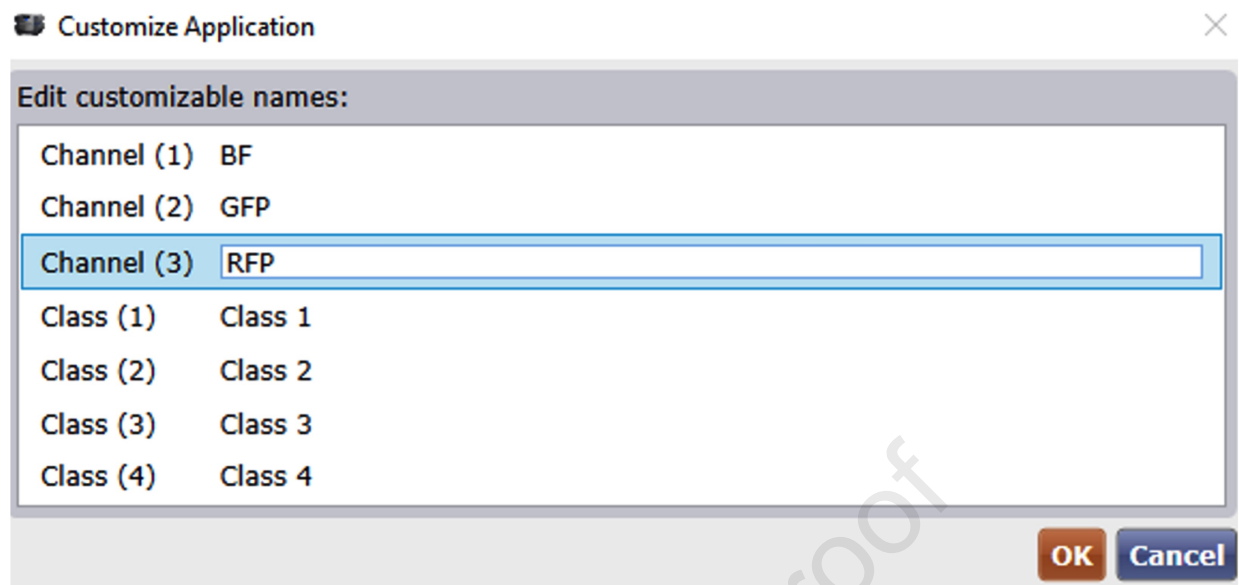 Customize Application
Edit customizable names:
Channel (1) BF
Channel (2) GFP
Channel (3) RFP
Class (1) Class 1
Class (2) Class 2
Class (3) Class 3
Class (4) Class 4
OK Cancel